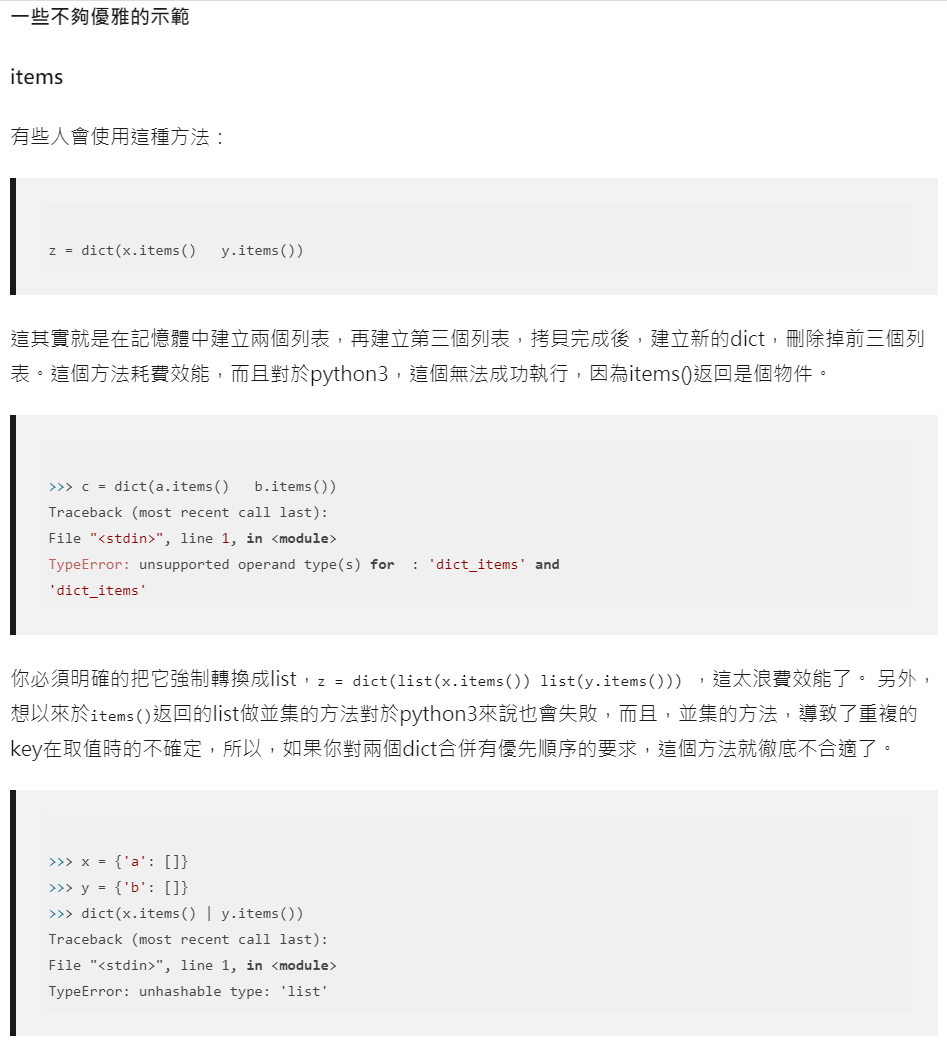 一些不夠優雅的示範
items
有些人會使用這種方法：
z = dict(x.items()   y.items())
這其實就是在記憶體中建立兩個列表，再建立第三個列表，拷貝完成後，建立新的dict，刪除掉前三個列
表。這個方法耗費效能，而且對於python3，這個無法成功執行，因為items()返回是個物件。
>>> c = dict(a.items()   b.items())
Traceback (most recent call last):
File "<stdin>", line 1, in <module>
TypeError: unsupported operand type(s) for  : 'dict_items' and
'dict_items'
你必須明確的把它強制轉換成list，z = dict(list(x.items()) list(y.items())) ，這太浪費效能了。 另外，
想以來於items()返回的list做並集的方法對於python3來說也會失敗，而且，並集的方法，導致了重複的
key在取值時的不確定，所以，如果你對兩個dict合併有優先順序的要求，這個方法就徹底不合適了。
>>> x = {'a': []}
>>> y = {'b': []}
>>> dict(x.items() | y.items())
Traceback (most recent call last):
File "<stdin>", line 1, in <module>
TypeError: unhashable type: 'list'